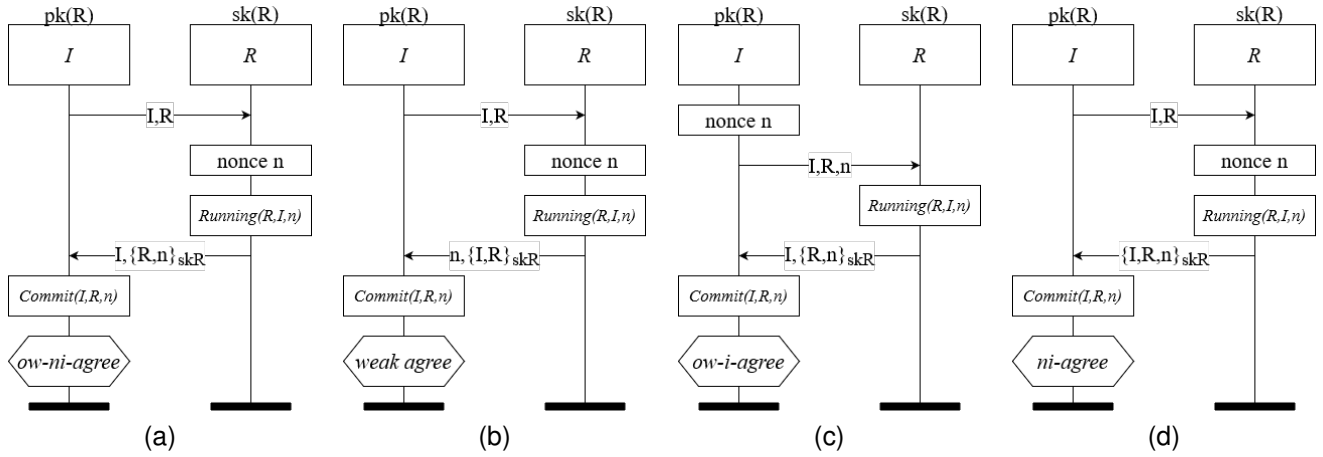 pk(R) sk(R) pk(R) sk(R) pk(R) sk(R) pk(R) sk(R)
I R I R I R I R
I,R I,R nonce n I,R
nonce n nonce n I,R,n nonce n
Running(R,I,n) Running(R,I,n) Running(R,I,n) Running(R,I,n)
I,{R,n}skR n,{I,R}skR I,{R,n}skR {I,R,n}skR
Commit(I,R,n) Commit(I,R,n) Commit(I,R,n) Commit(I,R,n)
ow-ni-agree weak agree ow-i-agree ni-agree
(a) (b) (c) (d)